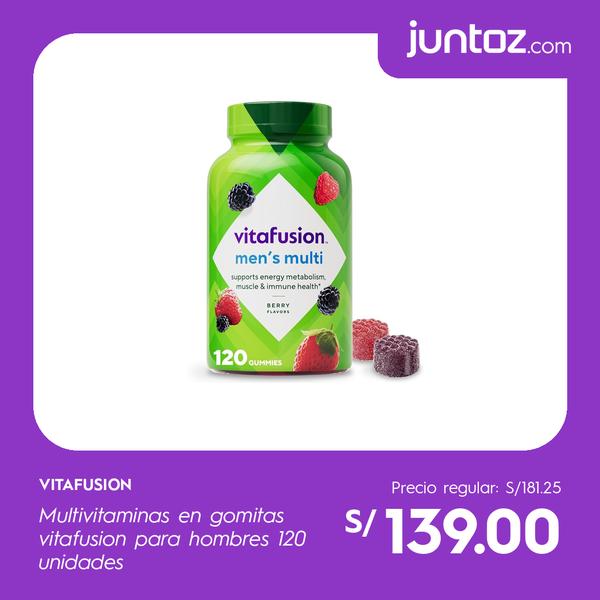 juntoz.com
vitafusion™
men's multi
supports energy metabolism,
muscle & immune health*
BERRY
FLAVORS
120 GUMMIES
VITAFUSION
Multivitaminas en gomitas
vitafusion para hombres 120
unidades
Precio regular: S/181.25
S/ 139.00